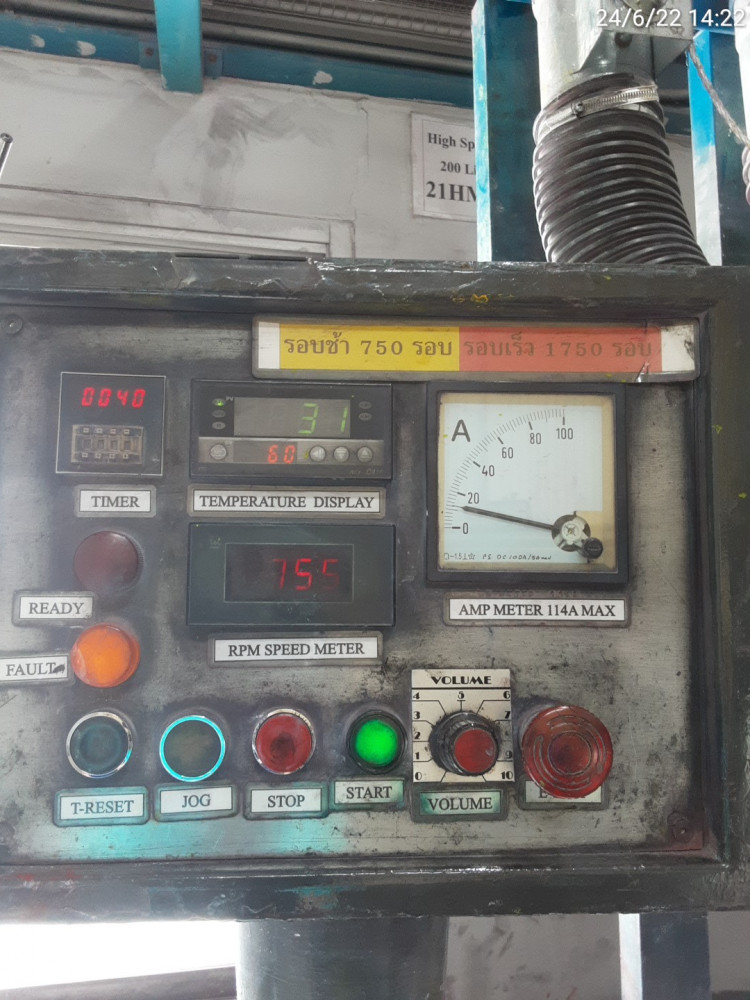 24/6/22 14:22
High Sp
200 Li
21HM
รอบช้า 750 รอบ รอบเร็ว 1750 รอบ
0040
TIMER
31
60
TEMPERATURE DISPLAY
755
RPM SPEED METER
A
0 20 40 60 80 100
AMP METER 114A MAX
READY
FAULT
VOLUME
0 1 2 3 4 5 6 7 9 10
T-RESET
JOG
STOP
START
VOLUME